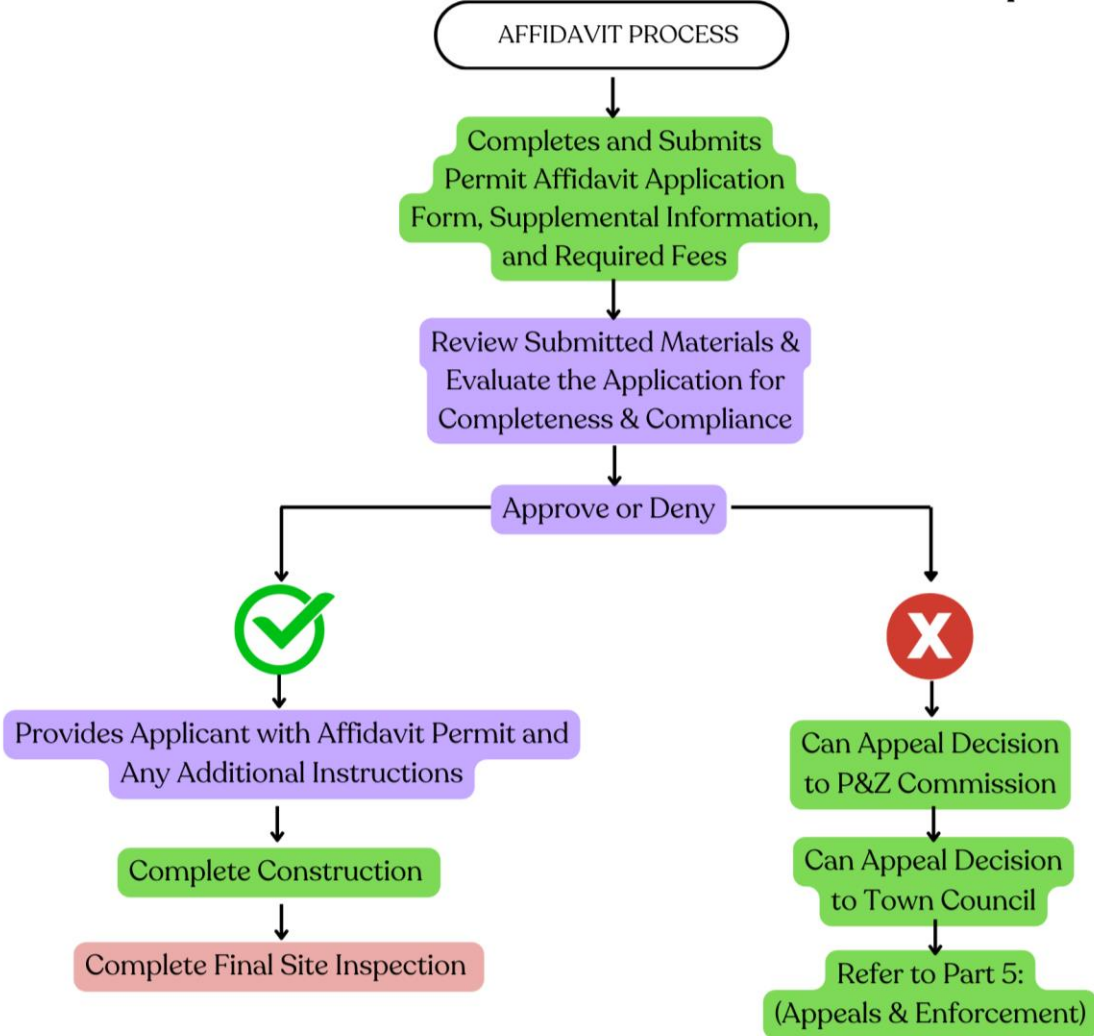 AFFIDAVIT PROCESS
Completes and Submits
Permit Affidavit Application
Form, Supplemental Information,
and Required Fees
Review Submitted Materials &
Evaluate the Application for
Completeness & Compliance
Approve or Deny
X
Provides Applicant with Affidavit Permit and
Any Additional Instructions
Complete Construction
Complete Final Site Inspection
Can Appeal Decision
to P&Z Commission
Can Appeal Decision
to Town Council
Refer to Part 5:
(Appeals & Enforcement)